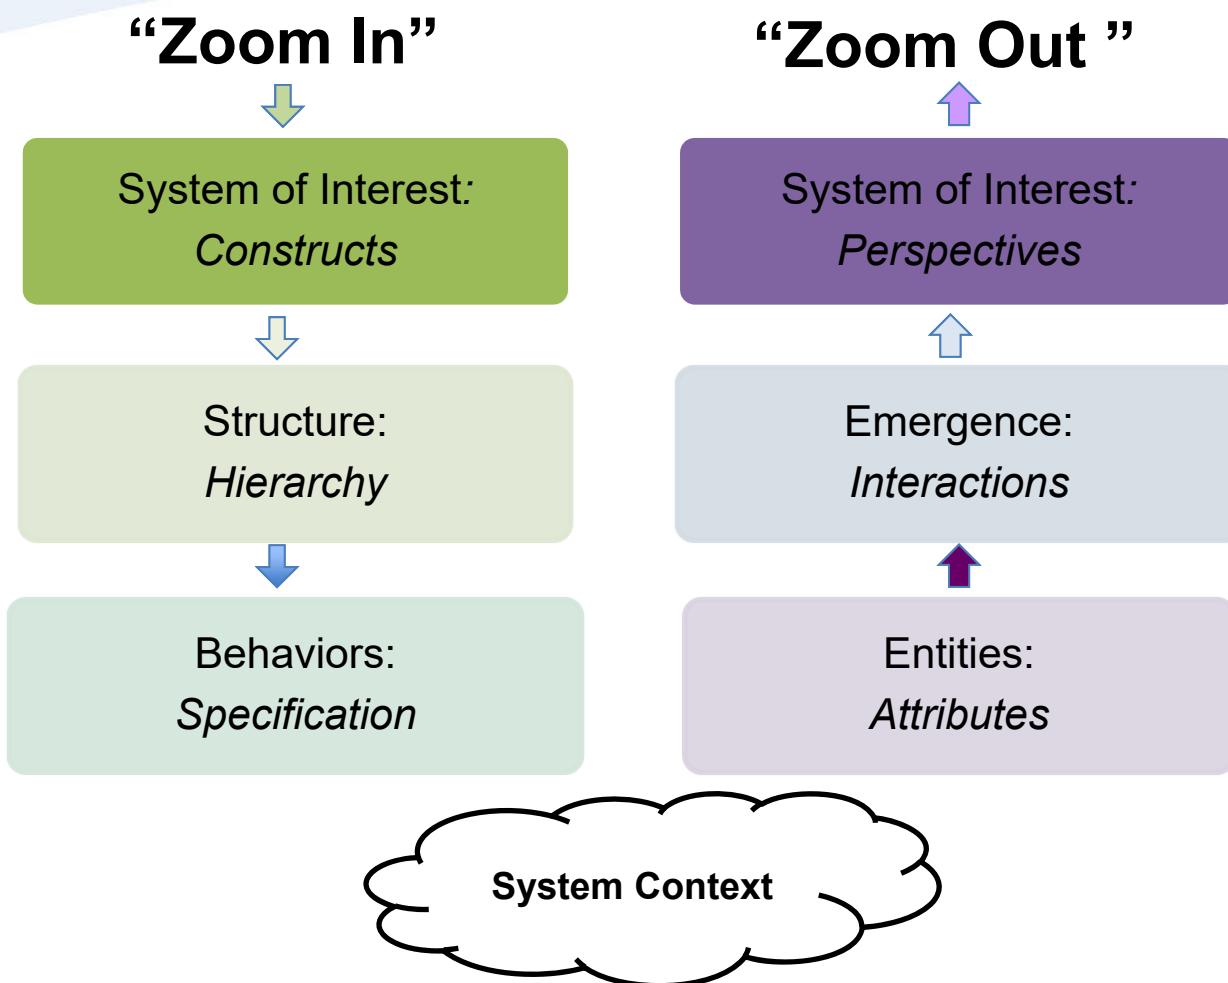 “Zoom In”
System of Interest:
Constructs
Structure:
Hierarchy
Behaviors:
Specification
“Zoom Out ”
System of Interest:
Perspectives
Emergence:
Interactions
Entities:
Attributes
System Context